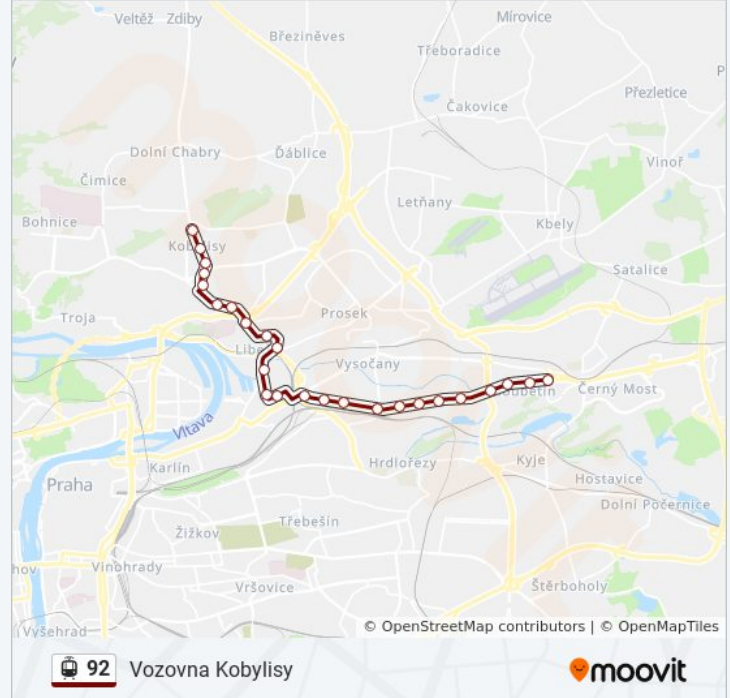 Veltěž Zdiby
Mírovice
Březiněves
Třeboradice
Přezletice
Čakovice
Dolní Chabry
Ďáblice
Vinoř
Čimice
Letňany
Bohnice
Kbely
Kobylisy
Satalice
Troja
Prosek
Vysočany
Černý Most
Vltava
Karlín
Hrdlořezy
Kyje
Praha
Hostavice
Dolní Počernice
Třebešín
Žižkov
Vinohrady
Vršovice
Štěrboholy
Vyšehrad
© OpenStreetMap contributors | © OpenMapTiles
92 Vozovna Kobylisy
moovit